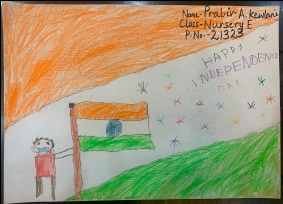 Name- Prabir A. Kewlani
Class- Nursery E
P.No.- 21323
HAPPY
INDEPENDENCE
DAY